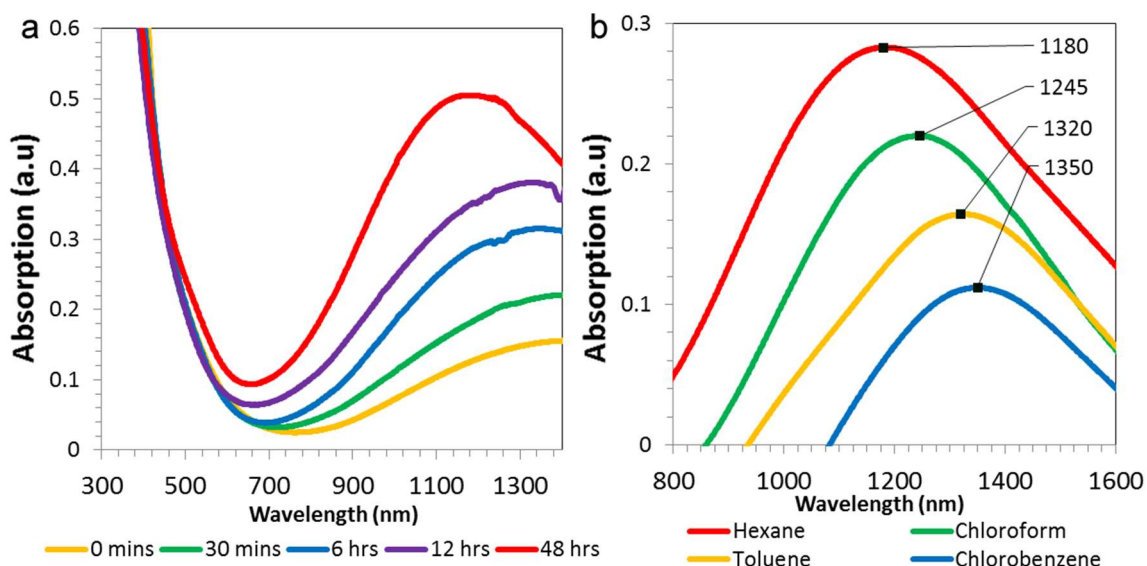 a
Absorption (a.u)
0.6
0.5
0.4
0.3
0.2
0.1
0
300 500 700 900 1100 1300
Wavelength (nm)
0 mins 30 mins 6 hrs 12 hrs 48 hrs
b
Absorption (a.u)
0.3
0.2
0.1
0
1180
1245
1320
1350
800 1000 1200 1400 1600
Wavelength (nm)
Hexane Chloroform
Toluene Chlorobenzene